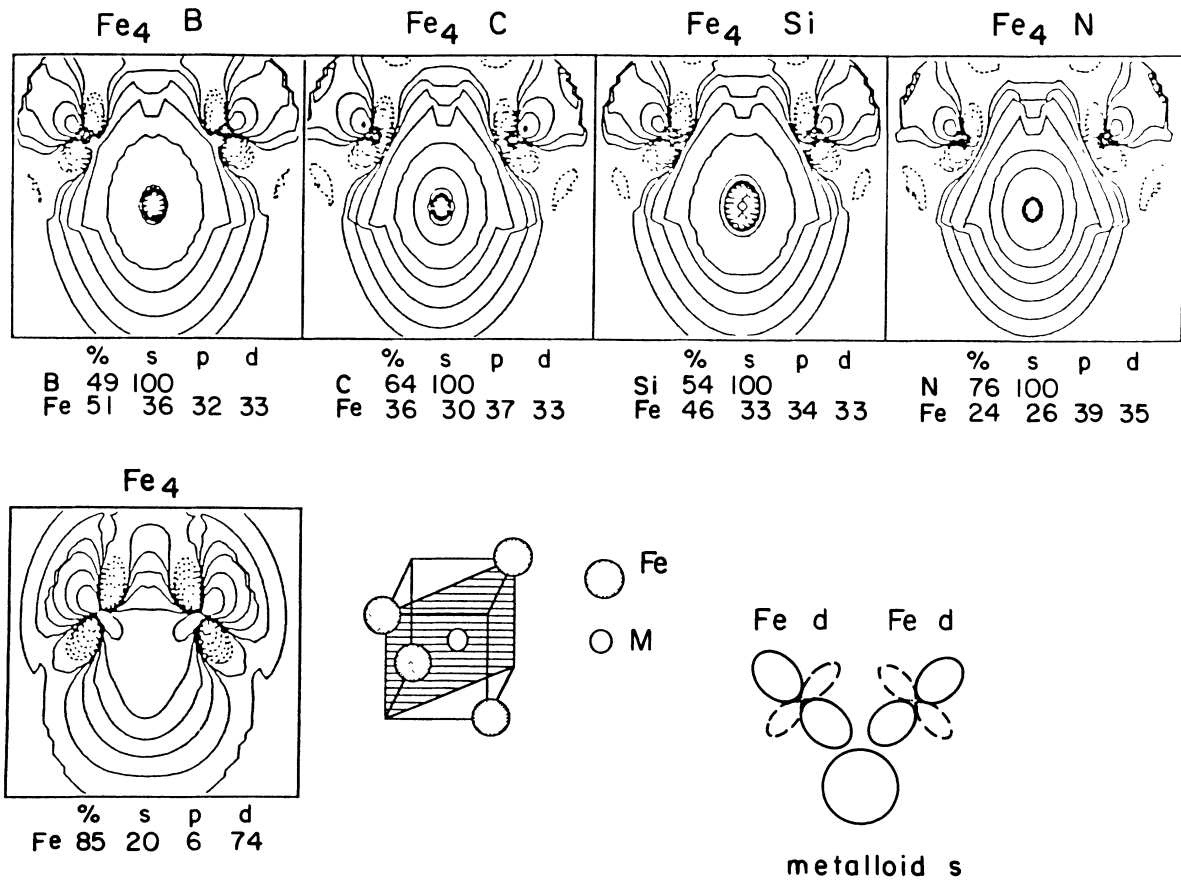 Fe4 B
Fe4 C
Fe4 Si
Fe4 N
% s p d
B 49 100
Fe 51 36 32 33
% s p d
C 64 100
Fe 36 30 37 33
% s p d
Si 54 100
Fe 46 33 34 33
% s p d
N 76 100
Fe 24 26 39 35
Fe4
% s p d
Fe 85 20 6 74
Fe
M
Fe d Fe d
metalloid s